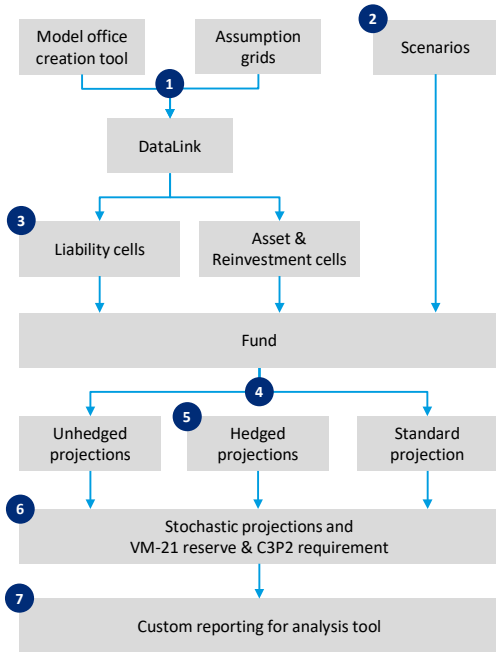 Model office
creation tool
Assumption
grids
2
Scenarios
1
DataLink
3
Liability cells
Asset &
Reinvestment cells
Fund
4
Unhedged
projections
5
Hedged
projections
Standard
projection
6
Stochastic projections and
VM-21 reserve & C3P2 requirement
7
Custom reporting for analysis tool